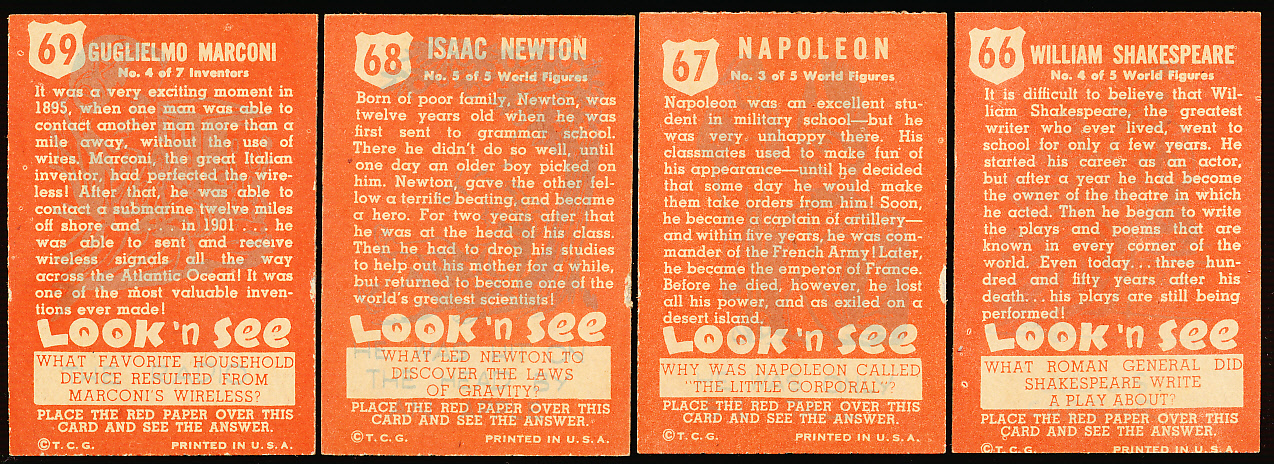 69
GUGLIELMO MARCONI
No. 4 of 7 Inventors
It was a very exciting moment in
1895, when one man was able to
contact another man more than a
mile away, without the use of
wires. Marconi, the great Italian
inventor, had perfected the wire-
less! After that, he was able to
contact a submarine twelve miles
off shore and . . . in 1901 . . . he
was able to sent and receive
wireless signals all the way
across the Atlantic Ocean! It was
one of the most valuable inven-
tions ever made!
LOOK 'n SEE
WHAT FAVORITE HOUSEHOLD
DEVICE RESULTED FROM
MARCONI'S WIRELESS?
PLACE THE RED PAPER OVER THIS
CARD AND SEE THE ANSWER.
© T. C. G. PRINTED IN U. S. A.
68
ISAAC NEWTON
No. 5 of 5 World Figures
Born of poor family, Newton, was
twelve years old when he was
first sent to grammar school.
There he didn't do so well, until
one day an older boy picked on
him. Newton, gave the other fel-
low a terrific beating, and became
a hero. For two years after that
he was at the head of his class.
Then he had to drop his studies
to help out his mother for a while,
but returned to become one of the
world's greatest scientists!
LOOK 'n SEE
WHAT LED NEWTON TO
DISCOVER THE LAWS
OF GRAVITY?
PLACE THE RED PAPER OVER THIS
CARD AND SEE THE ANSWER.
© T. C. G. PRINTED IN U. S. A.
67
NAPOLEON
No. 3 of 5 World Figures
Napoleon was an excellent stu-
dent in military school—but he
was very unhappy there. His
classmates used to make fun of
his appearance—until he decided
that some day he would make
them take orders from him! Soon,
he became a captain of artillery—
and within five years, he was com-
mander of the French Army! Later,
he became the emperor of France.
Before he died, however, he lost
all his power, and as exiled on a
desert island.
LOOK 'n SEE
WHY WAS NAPOLEON CALLED
"THE LITTLE CORPORAL"?
PLACE THE RED PAPER OVER THIS
CARD AND SEE THE ANSWER.
© T. C. G. PRINTED IN U. S. A.
66
WILLIAM SHAKESPEARE
No. 4 of 5 World Figures
It is difficult to believe that Wil-
liam Shakespeare, the greatest
writer who ever lived, went to
school for only a few years. He
started his career as an actor,
but after a year he had become
the owner of the theatre in which
he acted. Then he began to write
the plays and poems that are
known in every corner of the
world. Even today. . . three hun-
dred and fifty years after his
death. . . his plays are still being
performed!
LOOK 'n SEE
WHAT ROMAN GENERAL DID
SHAKESPEARE WRITE
A PLAY ABOUT?
PLACE THE RED PAPER OVER THIS
CARD AND SEE THE ANSWER.
© T. C. G. PRINTED IN U. S. A.